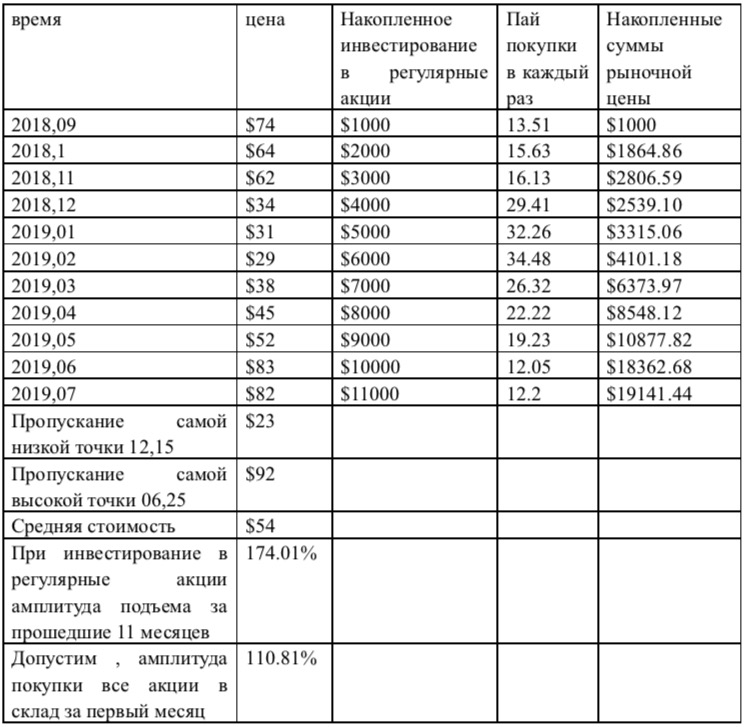 время цена Накопленное Пай Накопленные
инвестирование покупки суммы
в регулярные в каждый рыночной
акции раз цены
2018,09 $74 $1000 13.51 $1000
2018,1 $64 $2000 15.63 $1864.86
2018,11 $62 $3000 16.13 $2806.59
2018,12 $34 $4000 29.41 $2539.10
2019,01 $31 $5000 32.26 $3315.06
2019,02 $29 $6000 34.48 $4101.18
2019,03 $38 $7000 26.32 $6373.97
2019,04 $45 $8000 22.22 $8548.12
2019,05 $52 $9000 19.23 $10877.82
2019,06 $83 $10000 12.05 $18362.68
2019,07 $82 $11000 12.2 $19141.44
Пропускание самой $23
низкой точки 12,15
Пропускание самой $92
высокой точки 06,25
Средняя стоимость $54
При инвестирование в 174.01%
регулярные акции
амплитуда подъема за
прошедшие 11 месяцев
Допустим , амплитуда 110.81%
покупки все акции в
склад за первый месяц